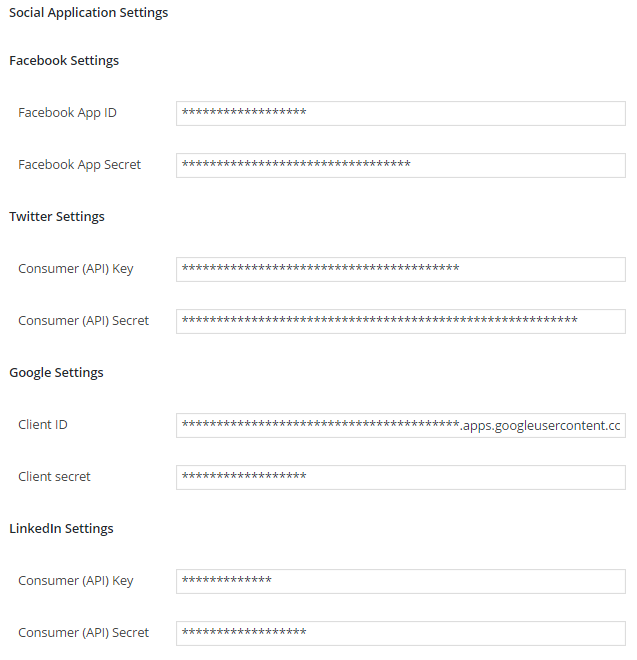 Social Application Settings
Facebook Settings
Facebook App ID ******************
Facebook App Secret *********************************
Twitter Settings
Consumer (API) Key ****************************************
Consumer (API) Secret *********************************************************
Google Settings
Client ID ****************************************.apps.googleusercontent.cc
Client secret ******************
LinkedIn Settings
Consumer (API) Key *************
Consumer (API) Secret ******************